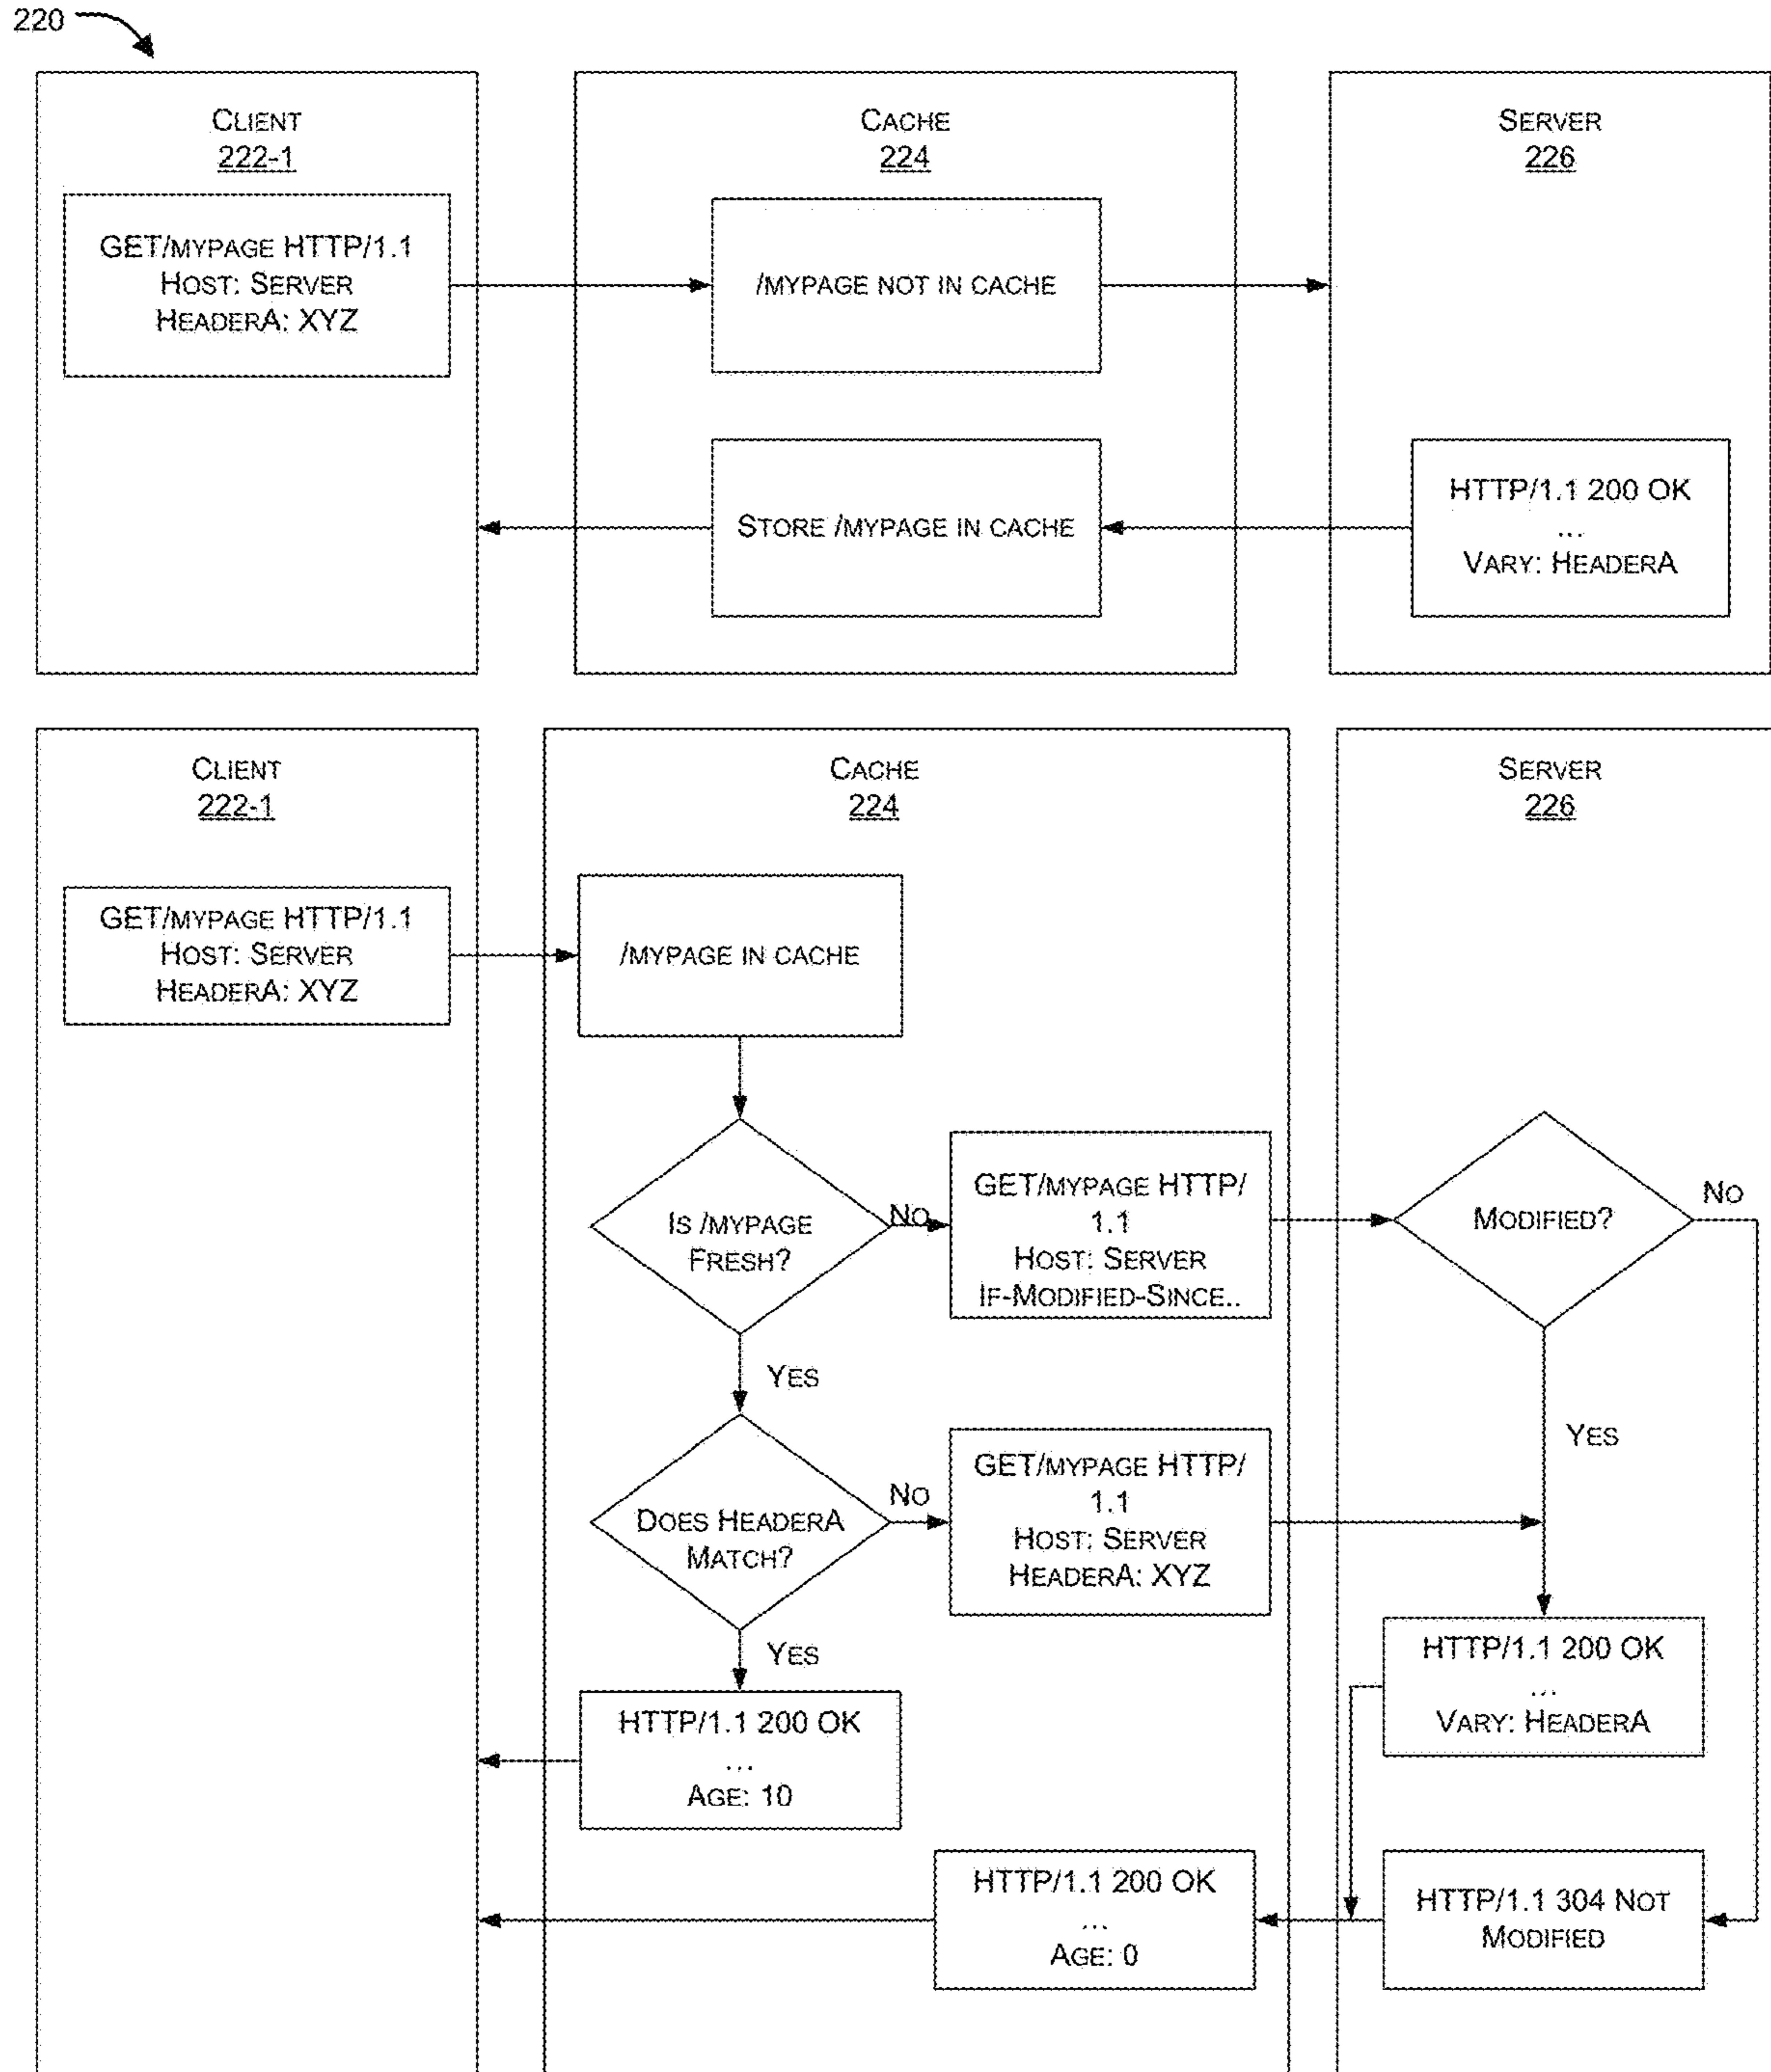 220
CLIENT
222-1
CACHE
224
SERVER
226
GET/MYPAGE HTTP/1.1
HOST: SERVER
HEADERA: XYZ
/MYPAGE NOT IN CACHE
STORE /MYPAGE IN CACHE
HTTP/1.1 200 OK
...
VARY: HEADERA
CLIENT
222-1
CACHE
224
SERVER
226
GET/MYPAGE HTTP/1.1
HOST: SERVER
HEADERA: XYZ
/MYPAGE IN CACHE
IS /MYPAGE
FRESH?
NO
GET/MYPAGE HTTP/
1.1
HOST: SERVER
IF-MODIFIED-SINCE..
MODIFIED?
NO
YES
YES
DOES HEADERA
MATCH?
NO
GET/MYPAGE HTTP/
1.1
HOST: SERVER
HEADERA: XYZ
YES
HTTP/1.1 200 OK
...
VARY: HEADERA
HTTP/1.1 200 OK
...
AGE: 10
HTTP/1.1 200 OK
...
AGE: 0
HTTP/1.1 304 NOT
MODIFIED